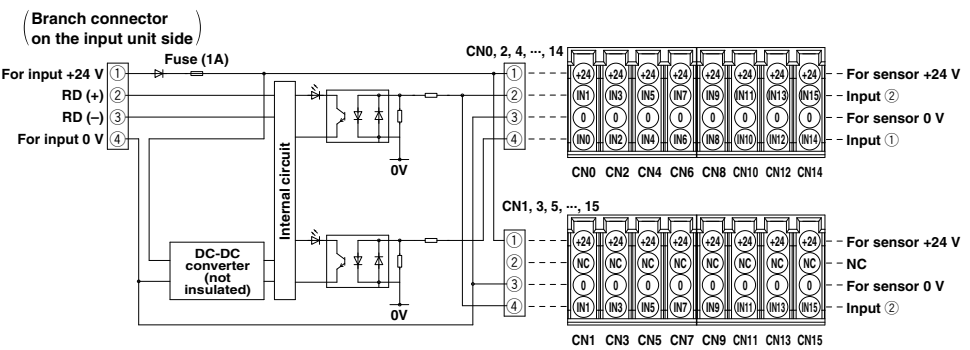 Branch connector
on the input unit side
Fuse (1A)
For input +24 V ①
RD (+) ②
RD (−) ③
For input 0 V ④
Internal circuit
DC-DC
converter
(not
insulated)
0V
0V
CN0, 2, 4, ···, 14
① +24 +24 +24 +24 +24 +24 +24 +24 For sensor +24 V
② IN1 IN3 IN5 IN7 IN9 IN11 IN13 IN15 Input ②
③ 0 0 0 0 0 0 0 0 For sensor 0 V
④ IN0 IN2 IN4 IN6 IN8 IN10 IN12 IN14 Input ①
CN0 CN2 CN4 CN6 CN8 CN10 CN12 CN14
CN1, 3, 5, ···, 15
① +24 +24 +24 +24 +24 +24 +24 +24 For sensor +24 V
② NC NC NC NC NC NC NC NC NC
③ 0 0 0 0 0 0 0 0 For sensor 0 V
④ IN1 IN3 IN5 IN7 IN9 IN11 IN13 IN15 Input ②
CN1 CN3 CN5 CN7 CN9 CN11 CN13 CN15